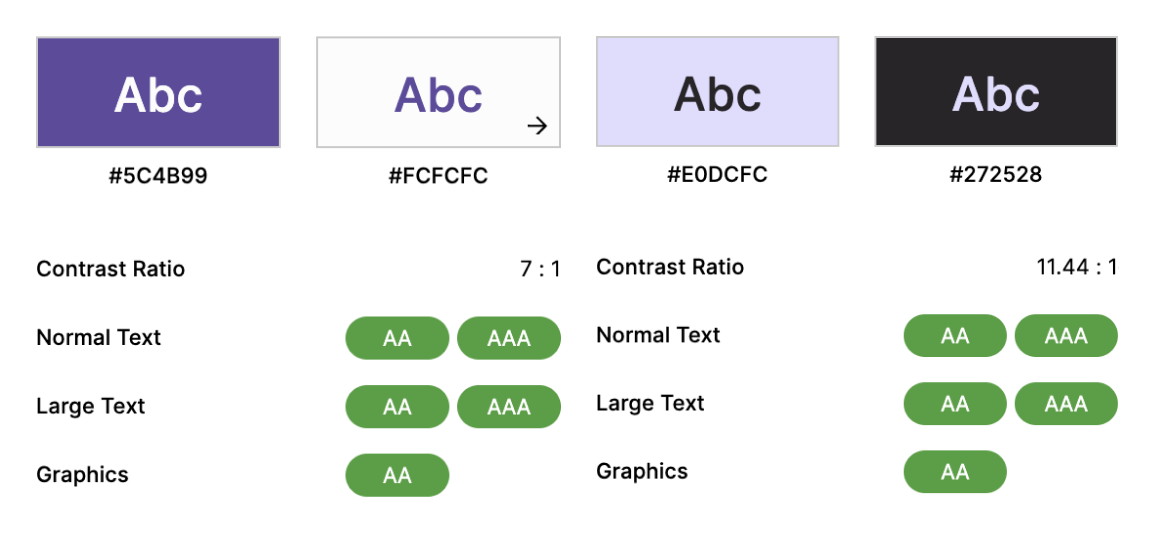 Abc
Abc
→
Abc
Abc
#5C4B99
#FCFCFC
#E0DCFC
#272528
Contrast Ratio
7 : 1
Contrast Ratio
11.44 : 1
Normal Text
AA
AAA
Normal Text
AA
AAA
Large Text
AA
AAA
Large Text
AA
AAA
Graphics
AA
Graphics
AA